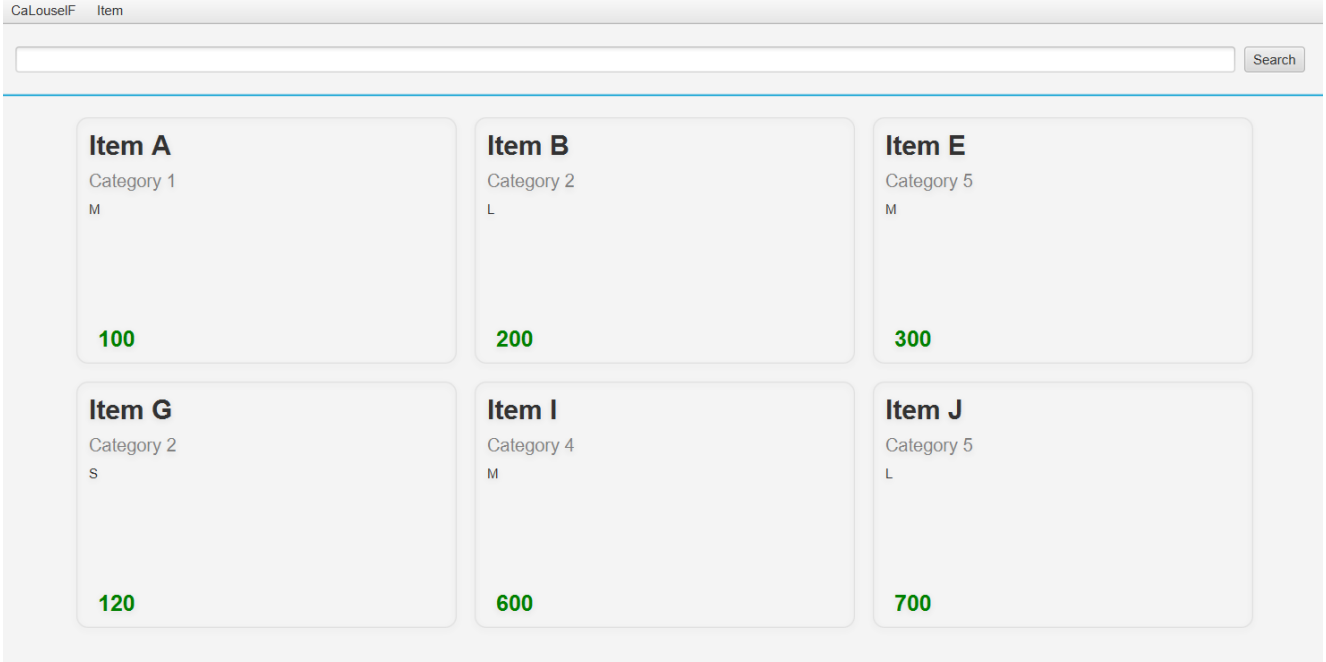 CaLouselF Item
Search
Item A
Category 1
M
100
Item B
Category 2
L
200
Item E
Category 5
M
300
Item G
Category 2
S
120
Item I
Category 4
M
600
Item J
Category 5
L
700